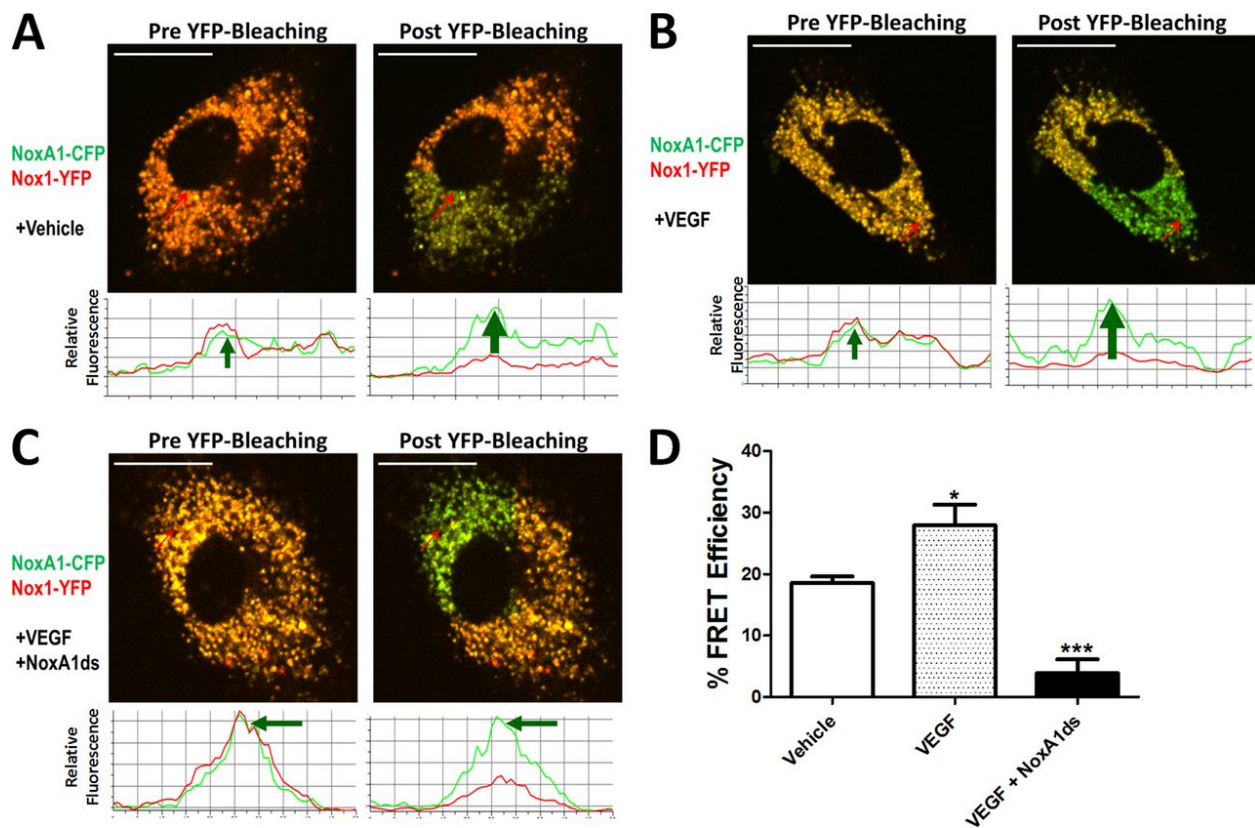 A
Pre YFP-Bleaching
Post YFP-Bleaching
NoxA1-CFP
Nox1-YFP
+Vehicle
Relative
Fluorescence
B
Pre YFP-Bleaching
Post YFP-Bleaching
NoxA1-CFP
Nox1-YFP
+VEGF
Relative
Fluorescence
C
Pre YFP-Bleaching
Post YFP-Bleaching
NoxA1-CFP
Nox1-YFP
+VEGF
+NoxA1ds
Relative
Fluorescence
D
% FRET Efficiency
40
30
20
10
0
*
***
Vehicle
VEGF
VEGF + NoxA1ds